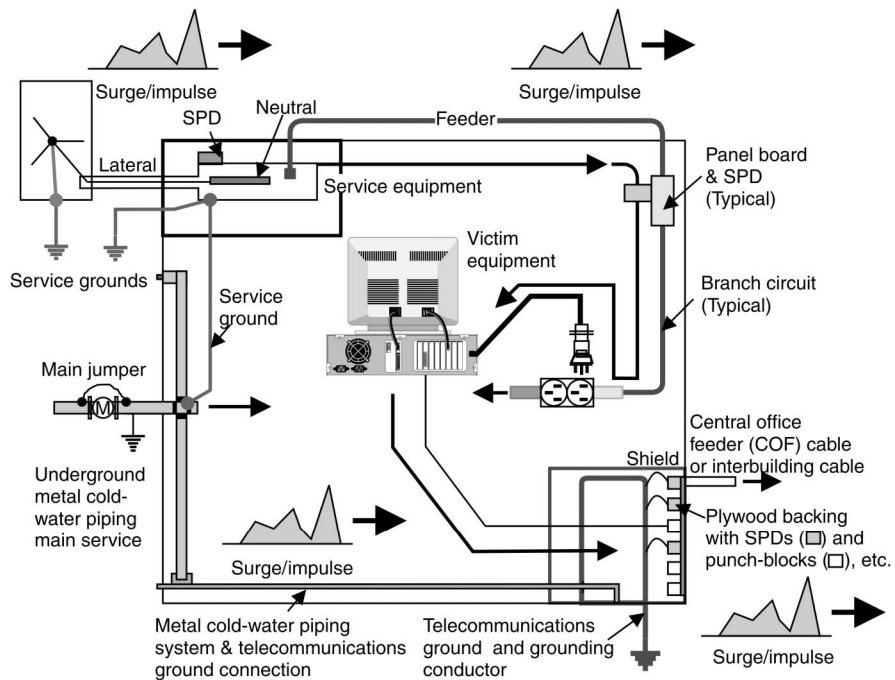 Surge/impulse
Surge/impulse
SPD
Neutral
Feeder
Lateral
Service equipment
Panel board
& SPD
(Typical)
Victim
equipment
Service grounds
Service
ground
Branch circuit
(Typical)
Main jumper
M
Central office
feeder (COF) cable
or interbuilding cable
Shield
Underground
metal cold-
water piping
main service
Plywood backing
with SPDs (□) and
punch-blocks (□), etc.
Surge/impulse
Metal cold-water piping
system & telecommunications
ground connection
Telecommunications
ground and grounding
conductor
Surge/impulse